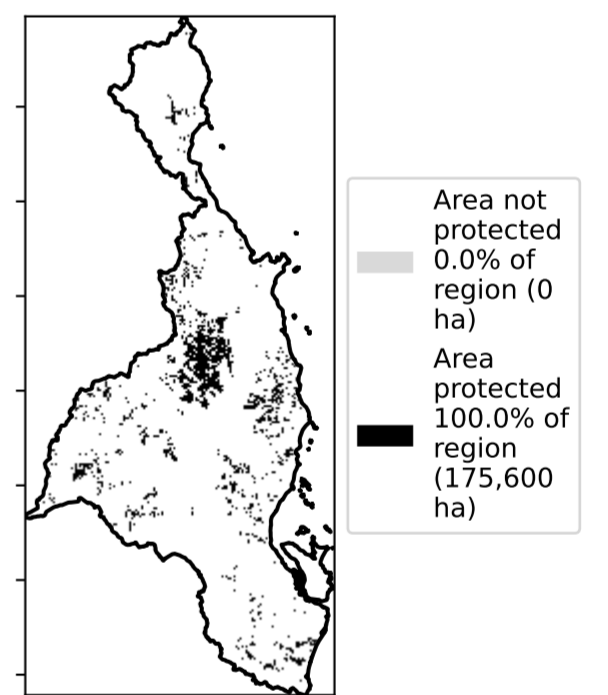 Area not
protected
0.0% of
region (0
ha)
Area
protected
100.0% of
region
(175,600
ha)